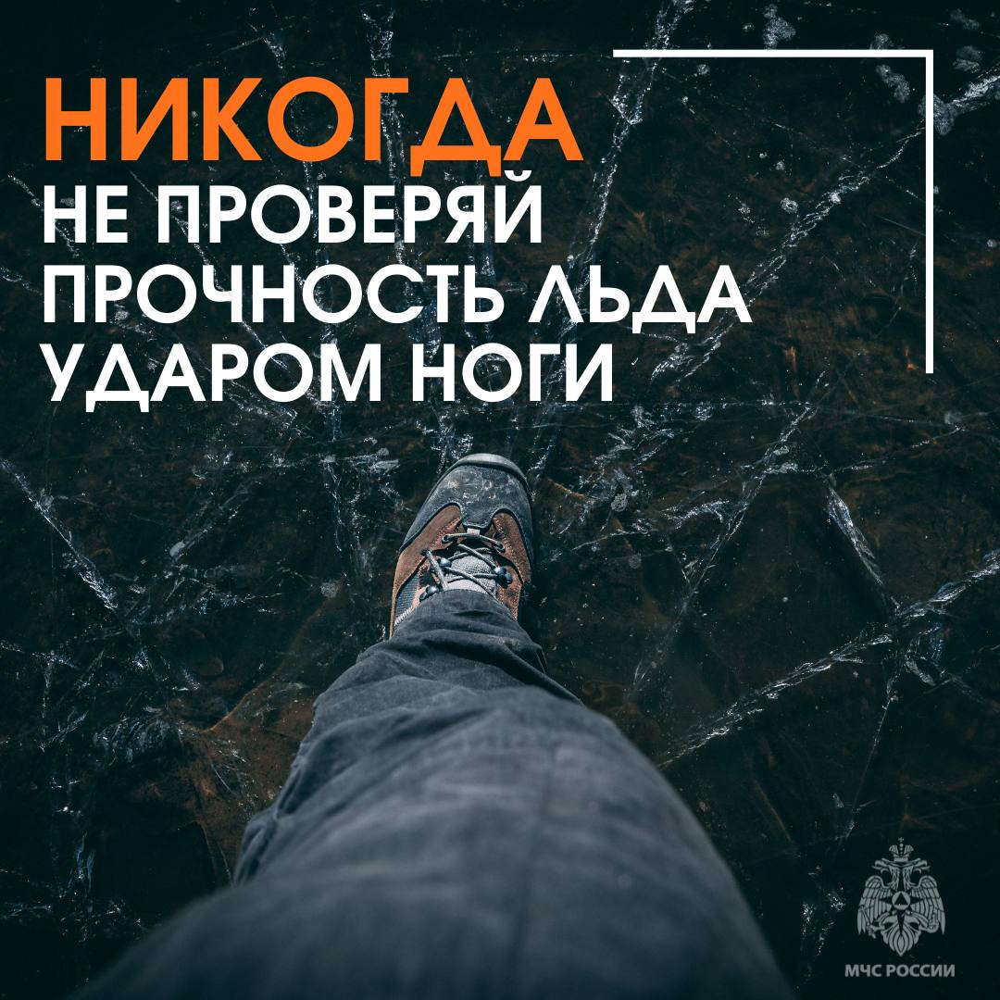 НИКОГДА
НЕ ПРОВЕРЯЙ
ПРОЧНОСТЬ ЛЬДА
УДАРОМ НОГИ
МЧС РОССИИ